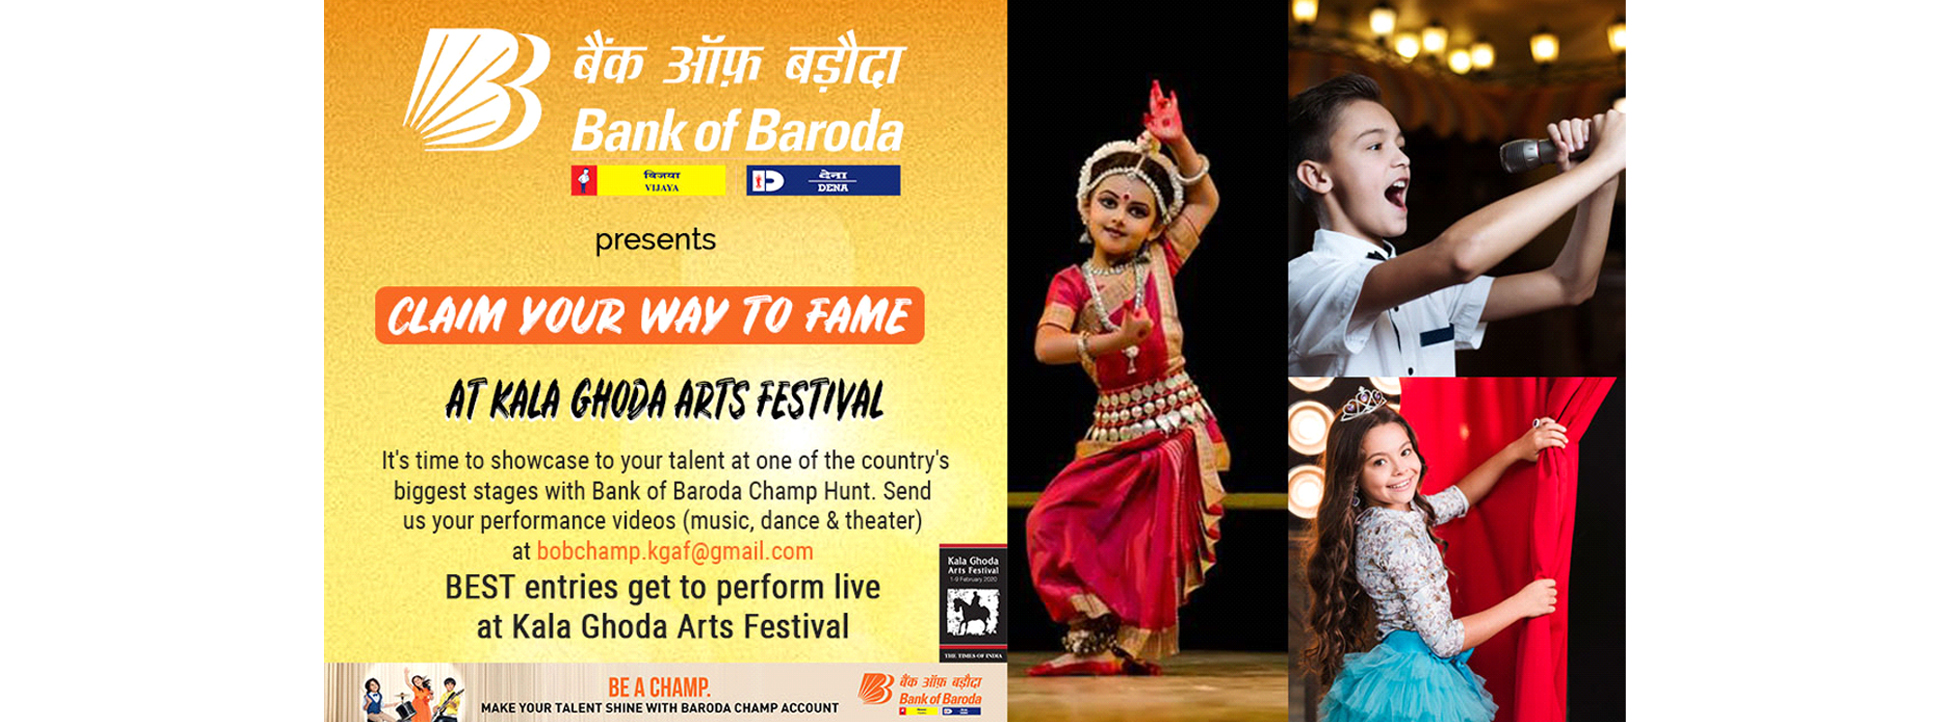 बैंक ऑफ़ बड़ौदा
Bank of Baroda
विजया
VIJAYA
देना
DENA
presents
CLAIM YOUR WAY TO FAME
AT KALA GHODA ARTS FESTIVAL
It's time to showcase to your talent at one of the country's
biggest stages with Bank of Baroda Champ Hunt. Send
us your performance videos (music, dance & theater)
at bobchamp.kgaf@gmail.com
BEST entries get to perform live
at Kala Ghoda Arts Festival
Kala Ghoda
Arts Festival
1-9 February 2020
THE TIMES OF INDIA
BE A CHAMP.
MAKE YOUR TALENT SHINE WITH BARODA CHAMP ACCOUNT
बैंक ऑफ़ बड़ौदा
Bank of Baroda